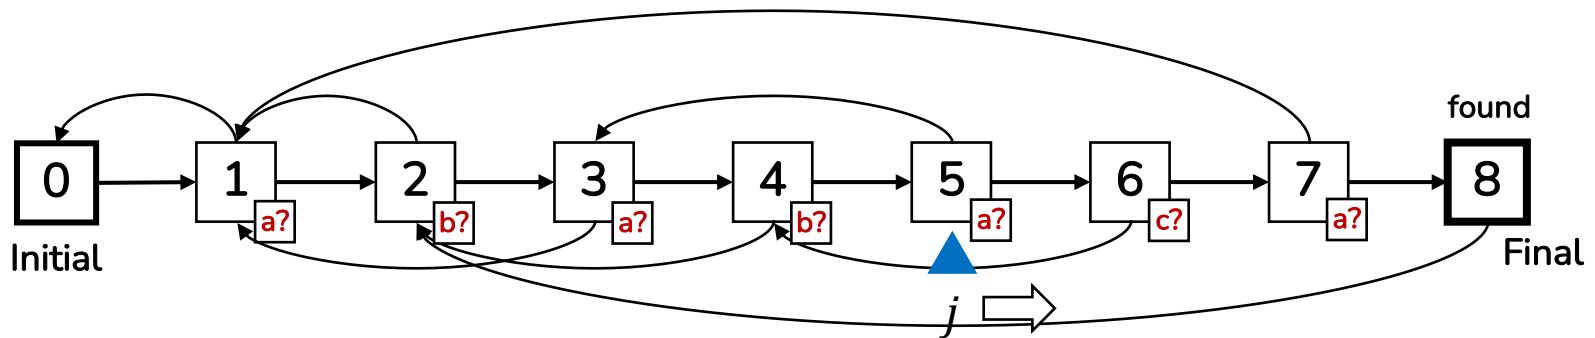 found
0 1 2 3 4 5 6 7 8
a? b? a? b? a? c? a?
Initial Final
j